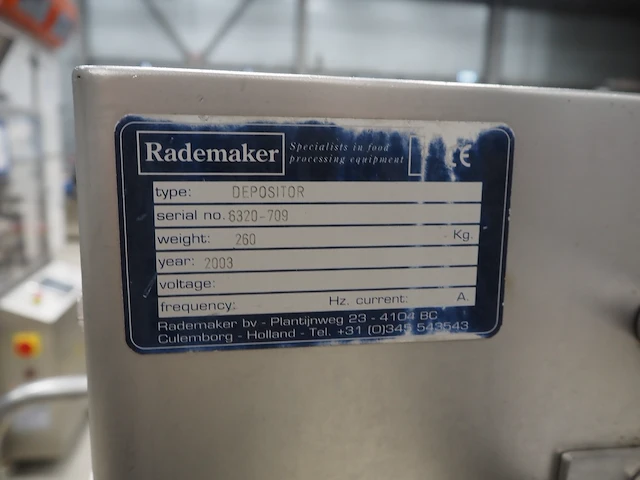 Rademaker
Specialists in food
processing equipment
CE
type: DEPOSITOR
serial no. 6320-709
weight: 260 Kg.
year: 2003
voltage:
frequency: Hz. current: A.
Rademaker bv - Plantijnweg 23 - 4104 BC
Culemborg - Holland - Tel. +31 (0)345 543543